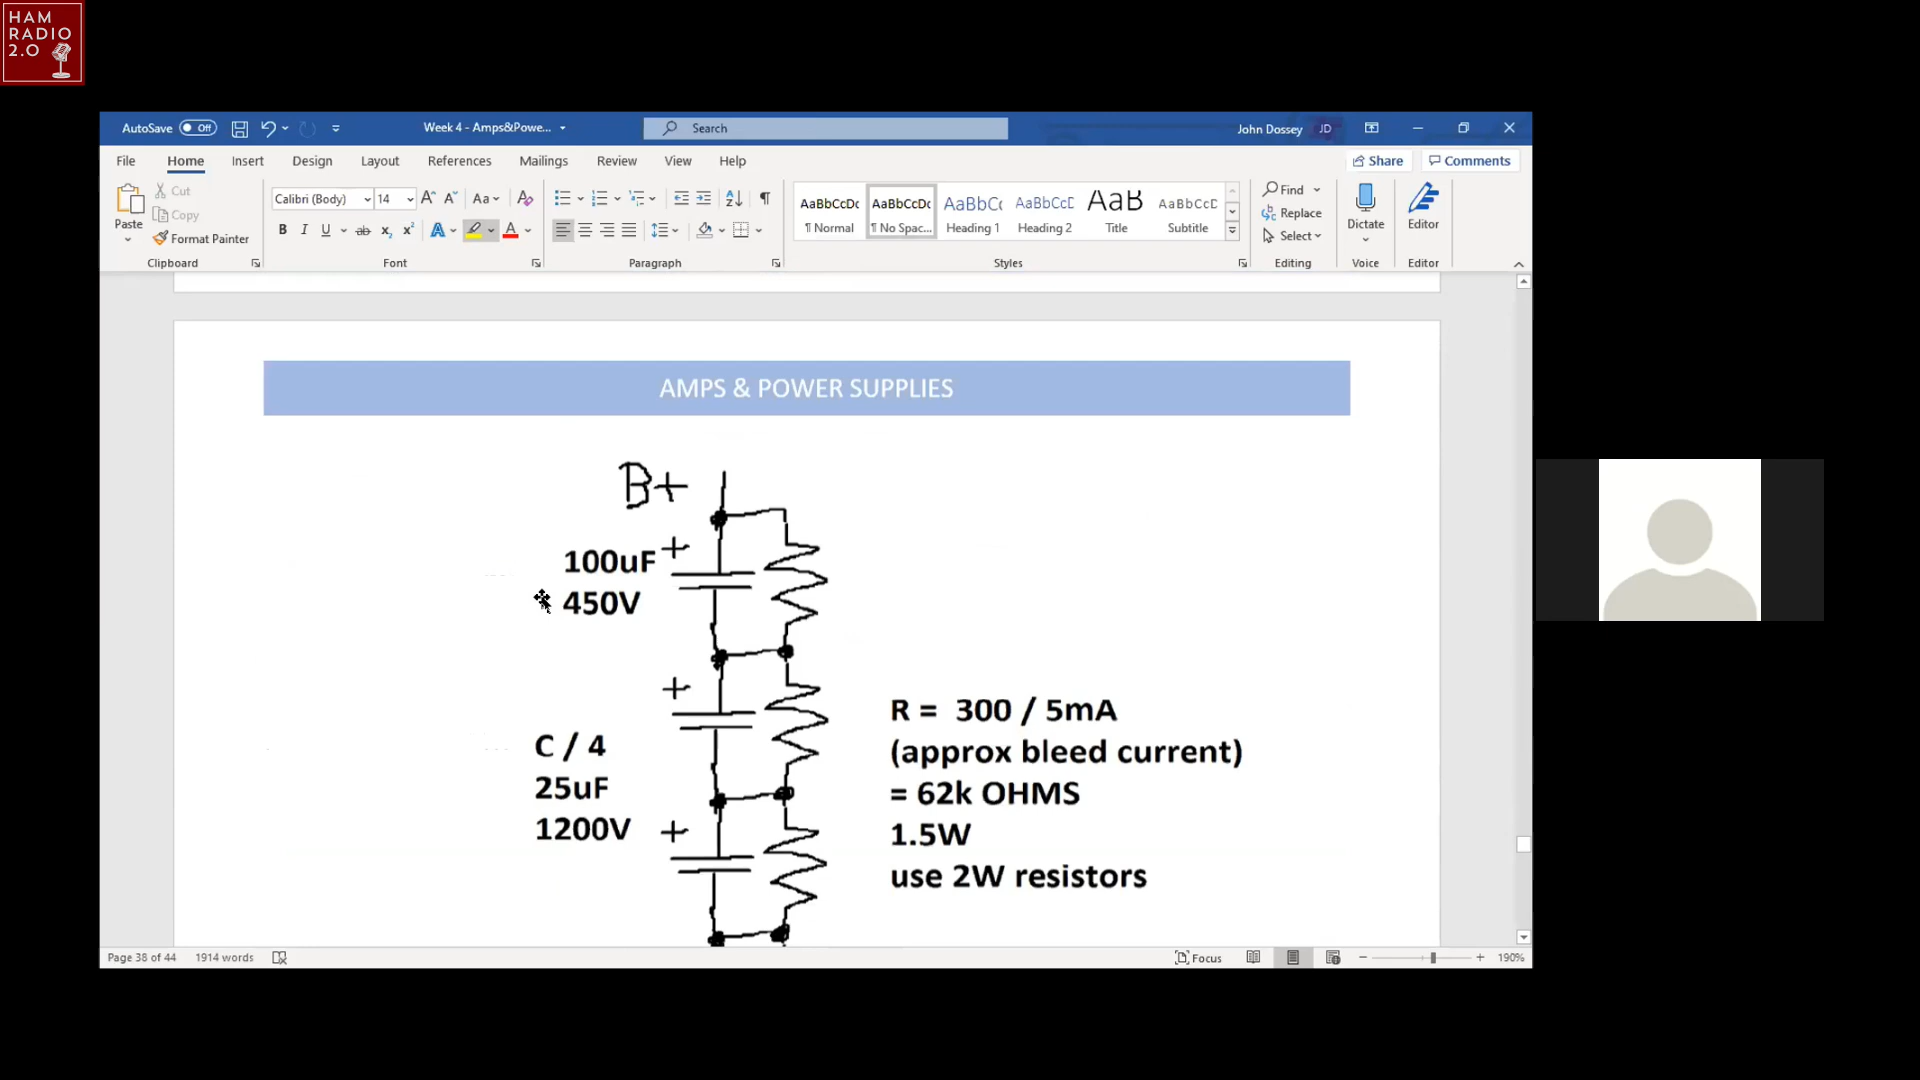 HAM
RADIO
2.0
AutoSave Off
Week 4 - Amps&Powe...
Search
John Dossey JD
File Home Insert Design Layout References Mailings Review View Help
Share Comments
Paste
Cut
Copy
Format Painter
Clipboard
Calibri (Body) 14
Font
Paragraph
AaBbCcDc AaBbCcDc AaBbCc AaBbCcD AaB AaBbCcD
¶ Normal ¶ No Spac... Heading 1 Heading 2 Title Subtitle
Styles
Find
Replace
Select
Editing
Dictate
Voice
Editor
Editor
AMPS & POWER SUPPLIES
B+
+
100uF
450V
+
C / 4
25uF
1200V
+
R = 300 / 5mA
(approx bleed current)
= 62k OHMS
1.5W
use 2W resistors
Page 38 of 44 1914 words
Focus
190%